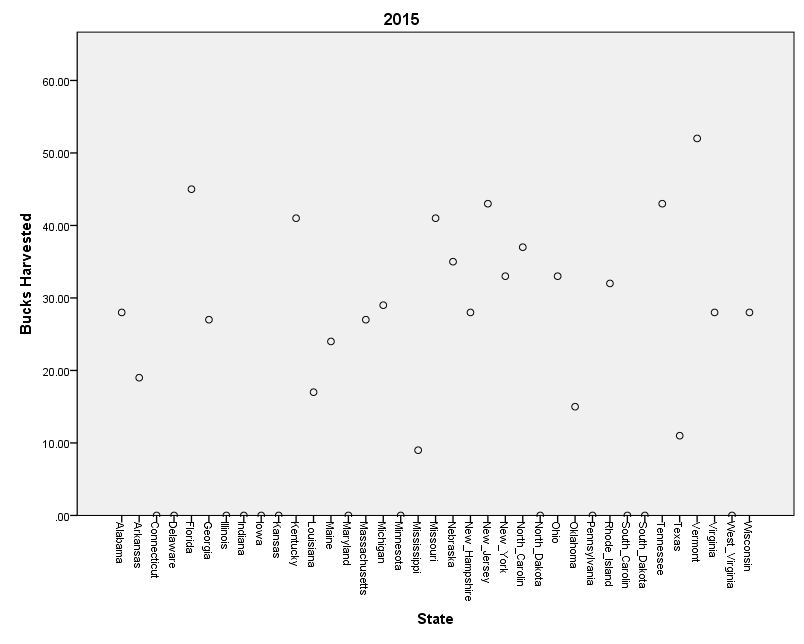 2015
Bucks Harvested
60.00
50.00
40.00
30.00
20.00
10.00
.00
Alabama
Arkansas
Connecticut
Delaware
Florida
Georgia
Illinois
Indiana
Iowa
Kansas
Kentucky
Louisiana
Maine
Maryland
Massachusetts
Michigan
Minnesota
Mississippi
Missouri
Nebraska
New_Hampshire
New_Jersey
New_York
North_Carolin
North_Dakota
Ohio
Oklahoma
Pennsylvania
Rhode_Island
South_Carolin
South_Dakota
Tennessee
Texas
Vermont
Virginia
West_Virginia
Wisconsin
State